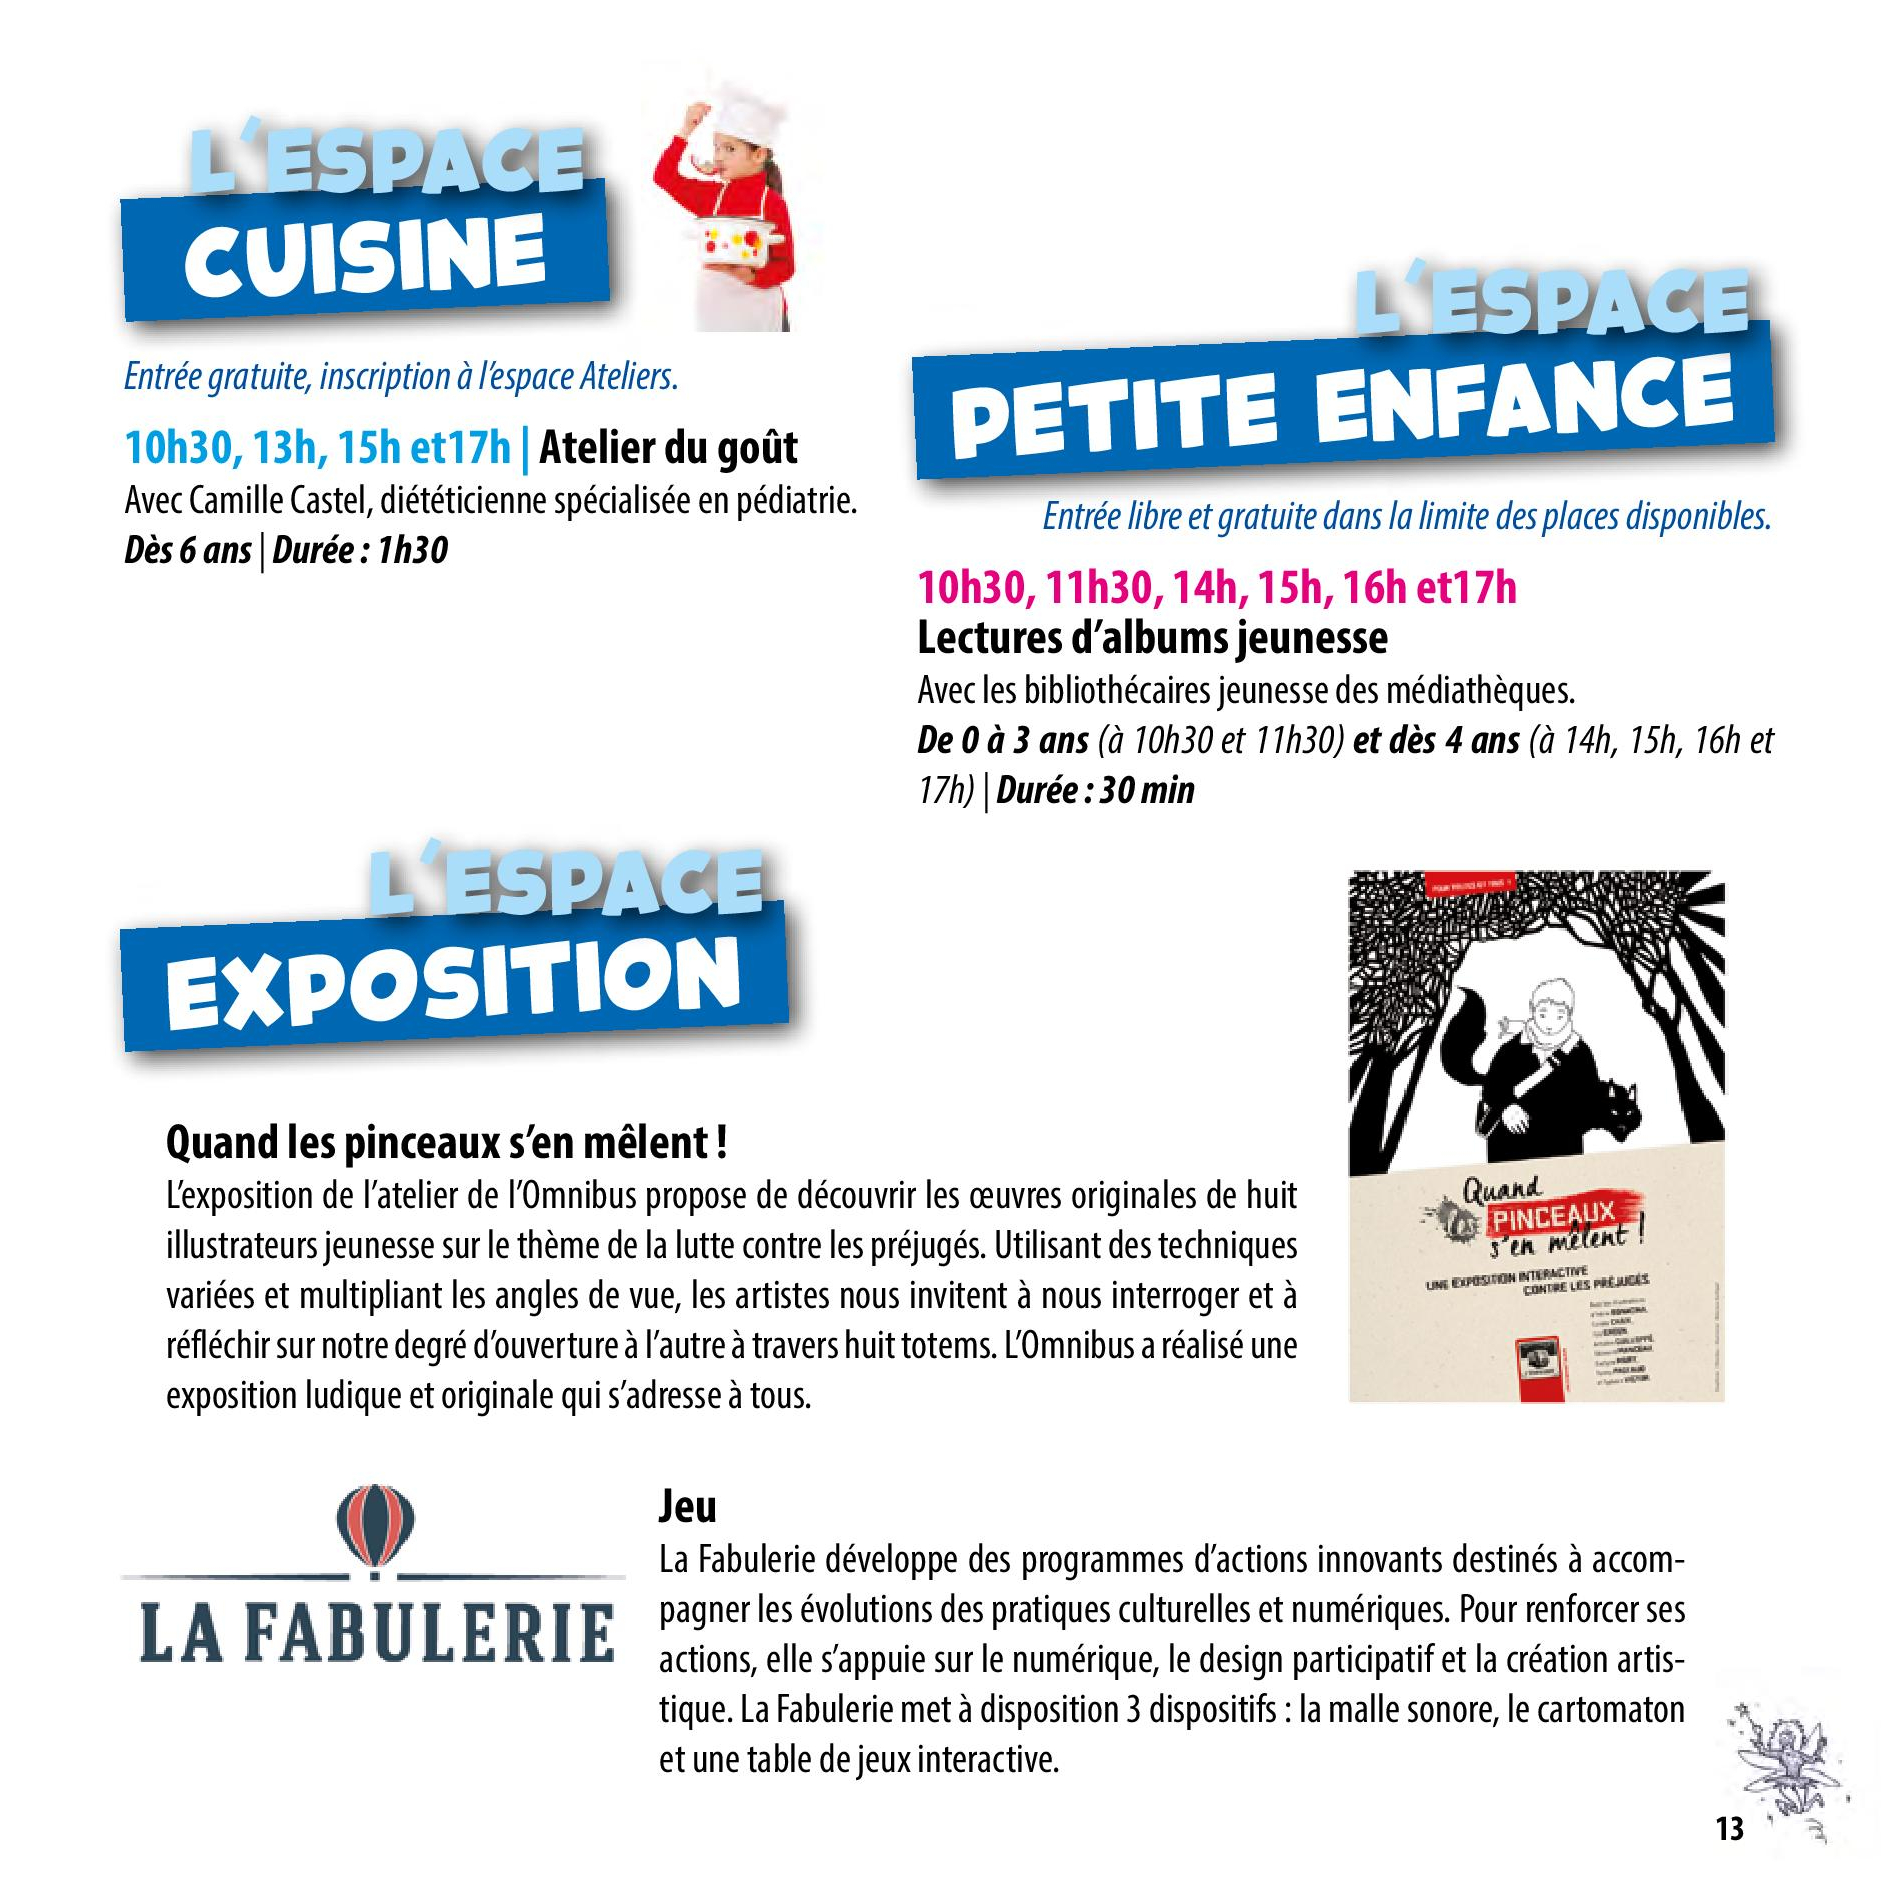 L'ESPACE
CUISINE
Entrée gratuite, inscription à l'espace Ateliers.
10h30, 13h, 15h et17h | Atelier du goût
Avec Camille Castel, diététicienne spécialisée en pédiatrie.
Dès 6 ans | Durée : 1h30
L'ESPACE
PETITE ENFANCE
Entrée libre et gratuite dans la limite des places disponibles.
10h30, 11h30, 14h, 15h, 16h et17h
Lectures d'albums jeunesse
Avec les bibliothécaires jeunesse des médiathèques.
De 0 à 3 ans (à 10h30 et 11h30) et dès 4 ans (à 14h, 15h, 16h et
17h) | Durée : 30 min
L'ESPACE
EXPOSITION
Quand les pinceaux s'en mêlent !
L'exposition de l'atelier de l'Omnibus propose de découvrir les œuvres originales de huit
illustrateurs jeunesse sur le thème de la lutte contre les préjugés. Utilisant des techniques
variées et multipliant les angles de vue, les artistes nous invitent à nous interroger et à
réfléchir sur notre degré d'ouverture à l'autre à travers huit totems. L'Omnibus a réalisé une
exposition ludique et originale qui s'adresse à tous.
Quand
PINCEAUX
s'en mêlent !
UNE EXPOSITION INTERACTIVE
CONTRE LES PRÉJUGÉS
LA FABULERIE
Jeu
La Fabulerie développe des programmes d'actions innovants destinés à accom-
pagner les évolutions des pratiques culturelles et numériques. Pour renforcer ses
actions, elle s'appuie sur le numérique, le design participatif et la création artis-
tique. La Fabulerie met à disposition 3 dispositifs : la malle sonore, le cartomaton
et une table de jeux interactive.
13